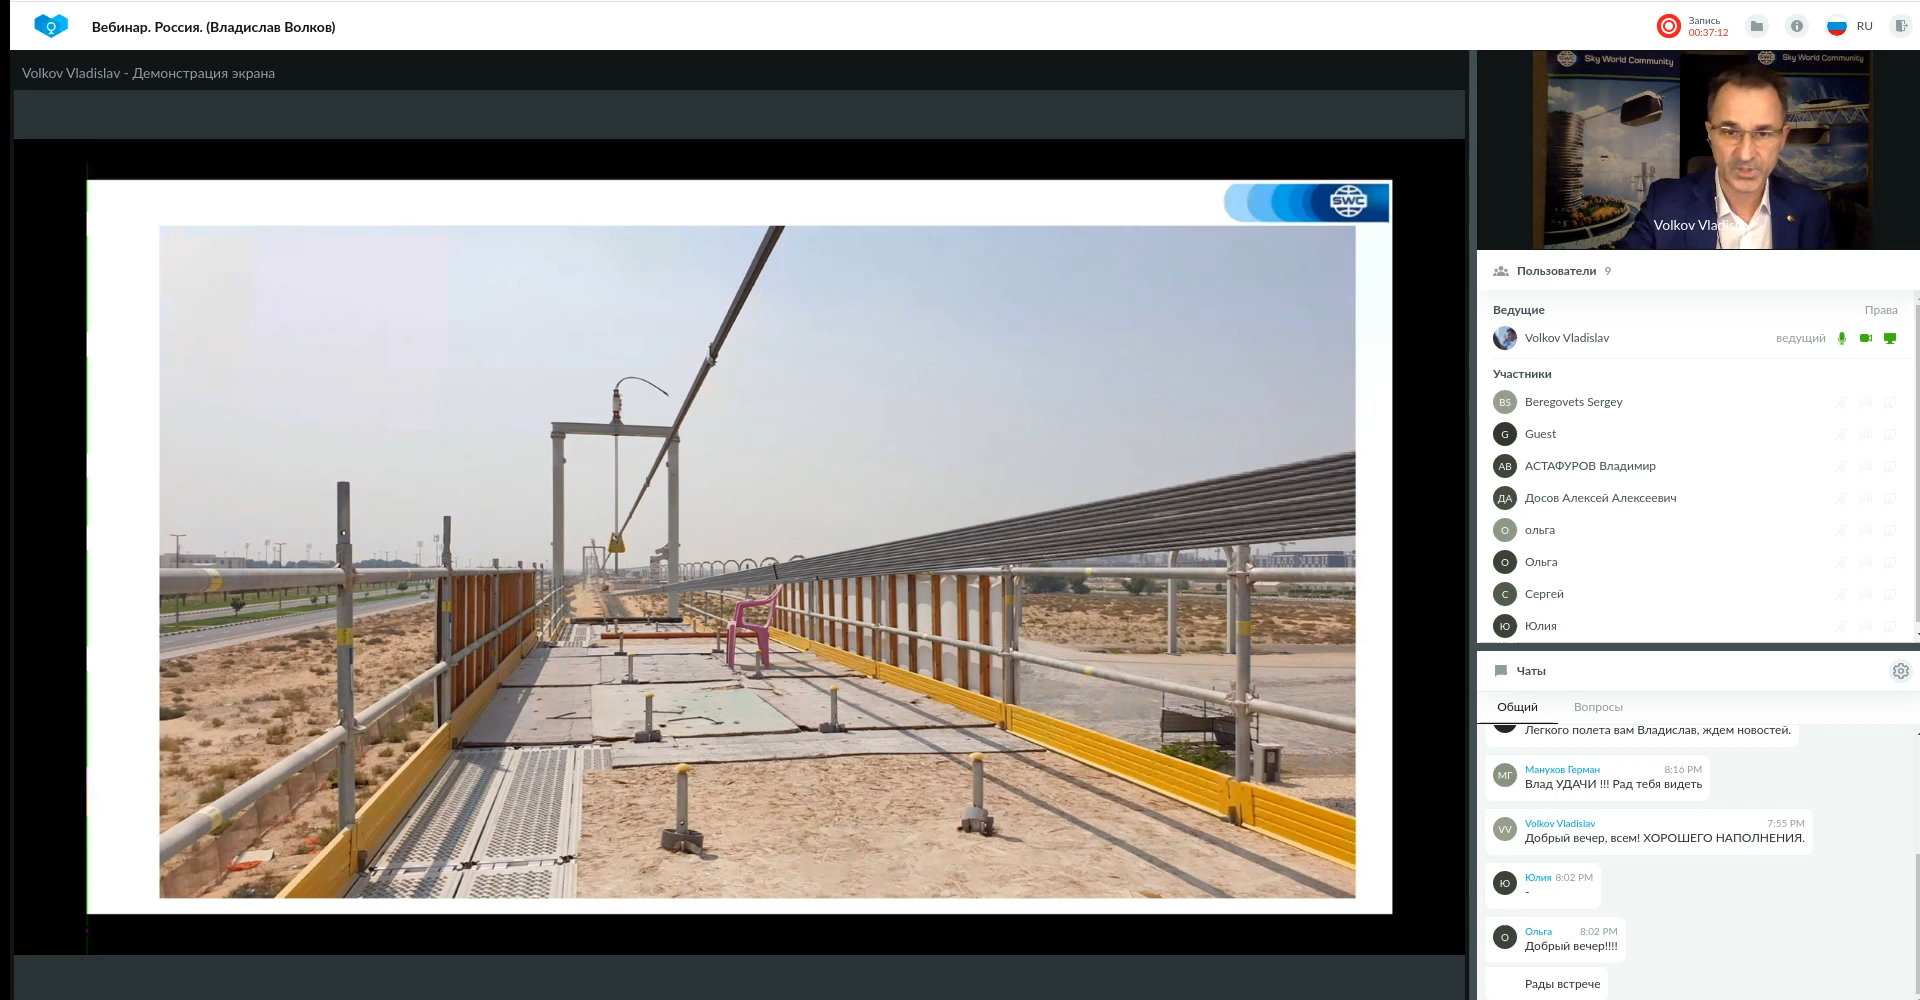 Вебинар. Россия. (Владислав Волков)
Запись
00:37:12
RU
Volkov Vladislav - Демонстрация экрана
SWC
SWC Sky World Community
SWC Sky World Community
Volkov Vladislav
Пользователи 9
Ведущие Права
Volkov Vladislav ведущий
Участники
BS Beregovets Sergey
G Guest
АВ АСТАФУРОВ Владимир
ДА Досов Алексей Алексеевич
О ольга
О Ольга
С Сергей
Ю Юлия
Чаты
Общий Вопросы
Легкого полета вам Владислав, ждем новостей.
МГ Манухов Герман 8:16 PM
Влад УДАЧИ !!! Рад тебя видеть
VV Volkov Vladislav 7:55 PM
Добрый вечер, всем! ХОРОШЕГО НАПОЛНЕНИЯ.
Ю Юлия 8:02 PM
-
О Ольга 8:02 PM
Добрый вечер!!!!
Рады встрече